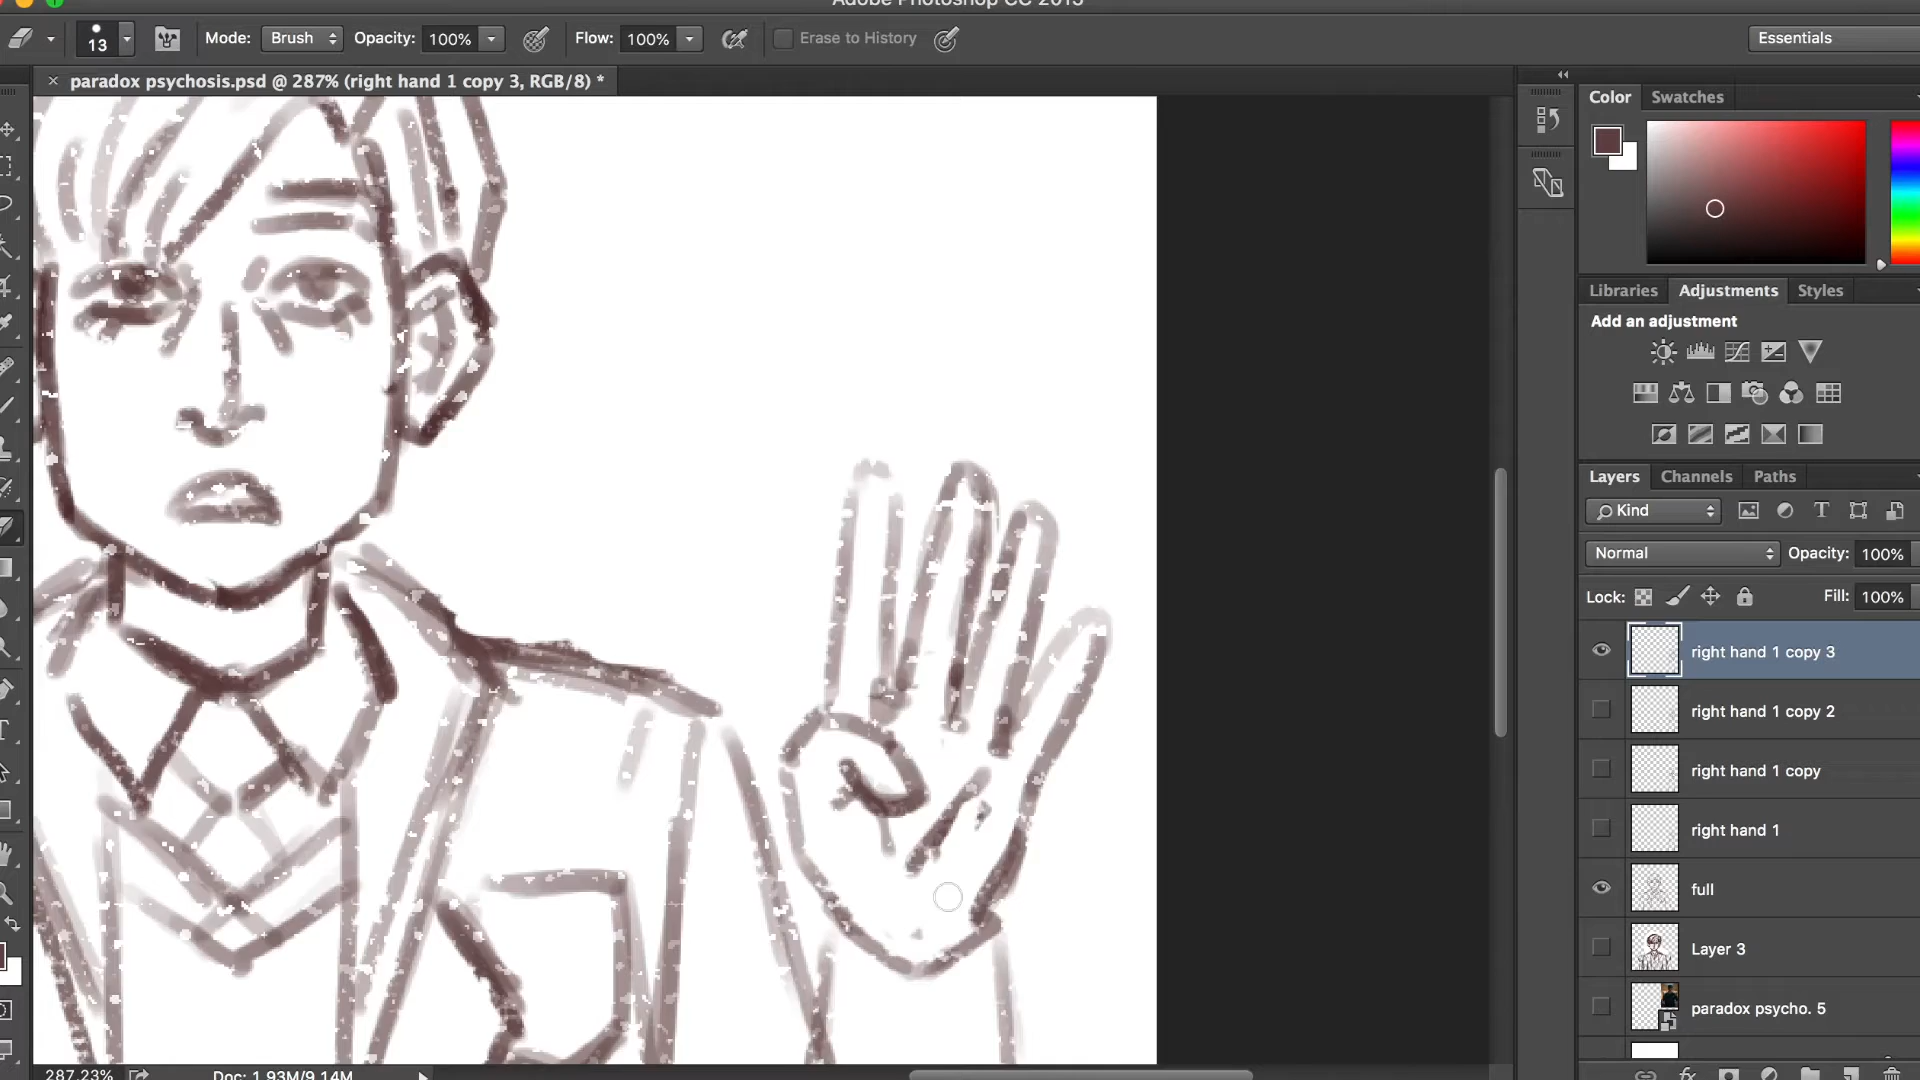 Adobe Photoshop CC 2015
13
Mode: Brush Opacity: 100% Flow: 100% Erase to History
Essentials
× paradox psychosis.psd @ 287% (right hand 1 copy 3, RGB/8) *
Color Swatches
Libraries Adjustments Styles
Add an adjustment
Layers Channels Paths
Kind
Normal Opacity: 100%
Lock: Fill: 100%
right hand 1 copy 3
right hand 1 copy 2
right hand 1 copy
right hand 1
full
Layer 3
paradox psycho. 5
287.23% Doc: 1.93M/9.14M